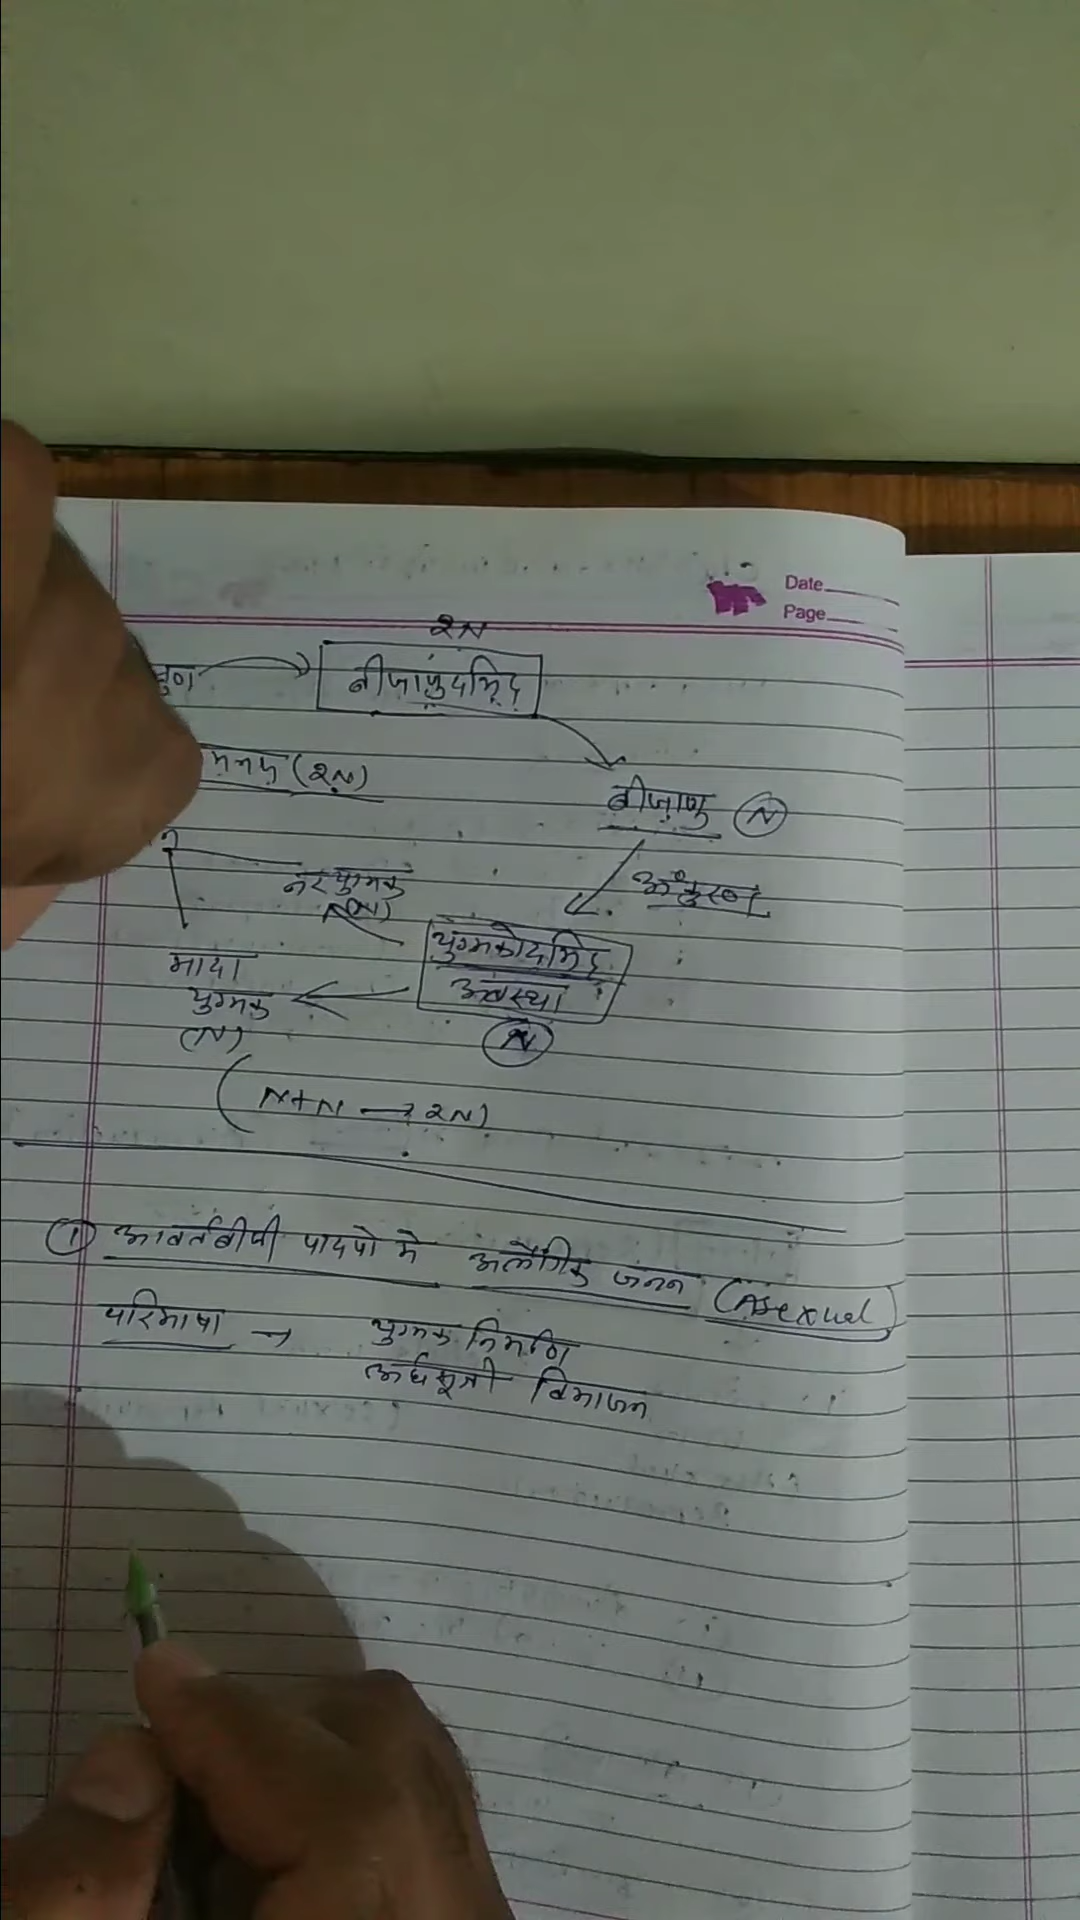 Date
Page
2N
बीजाणुदभिद
(2N)
बीजाणु N
अंकुरण
नर युग्मक
(N)
युग्मकोदभिद
अवस्था
N
मादा
युग्मक
(N)
(N+N → 2N)
① आवर्तबीजी पादपो मे अलैंगिक जनन (Asexual)
परिभाषा → युग्मक निर्माण
अर्धसूत्री विभाजन